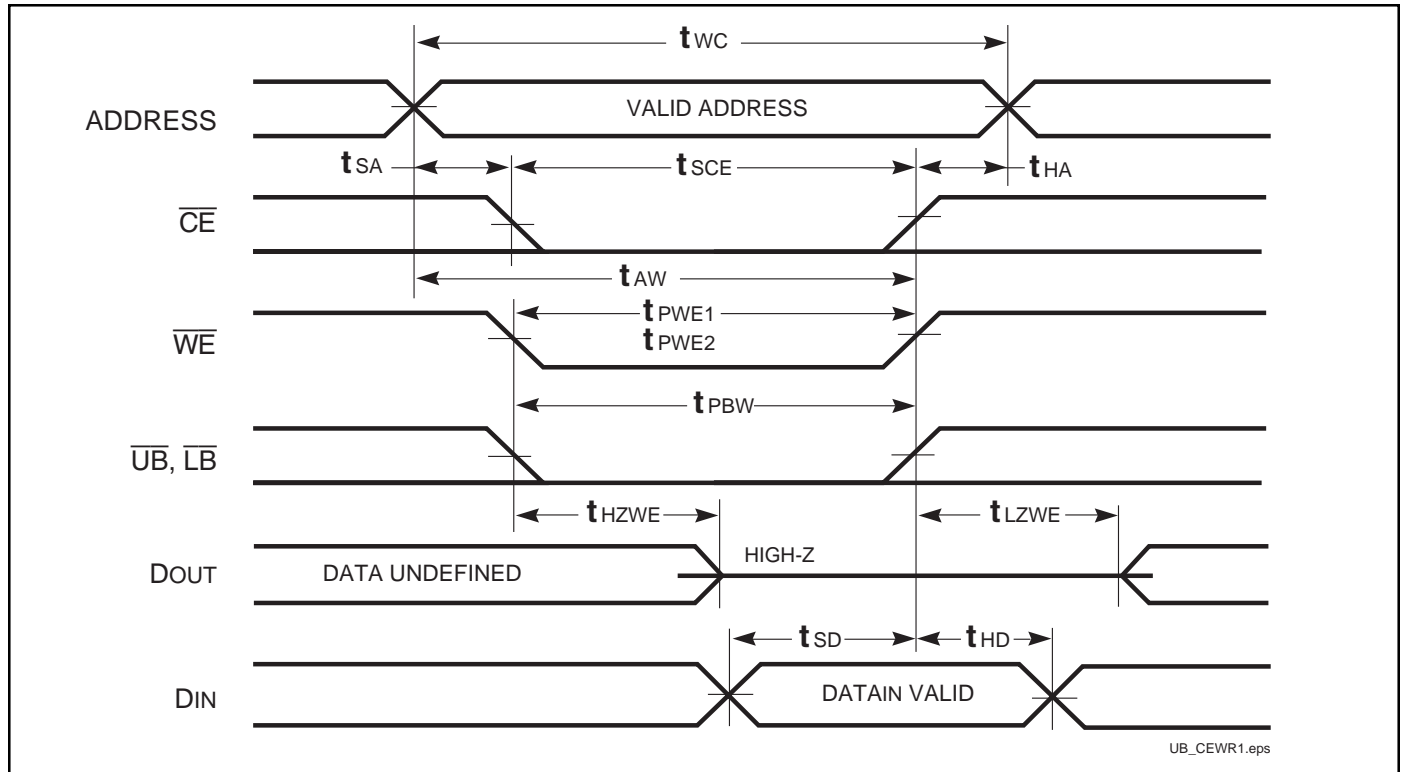 tWC
ADDRESS
VALID ADDRESS
tSA
tSCE
tHA
CE
tAW
tPWE1
WE
tPWE2
tPBW
UB, LB
tHZWE
tLZWE
DOUT
DATA UNDEFINED
HIGH-Z
tSD
tHD
DIN
DATAIN VALID
UB_CEWR1.eps